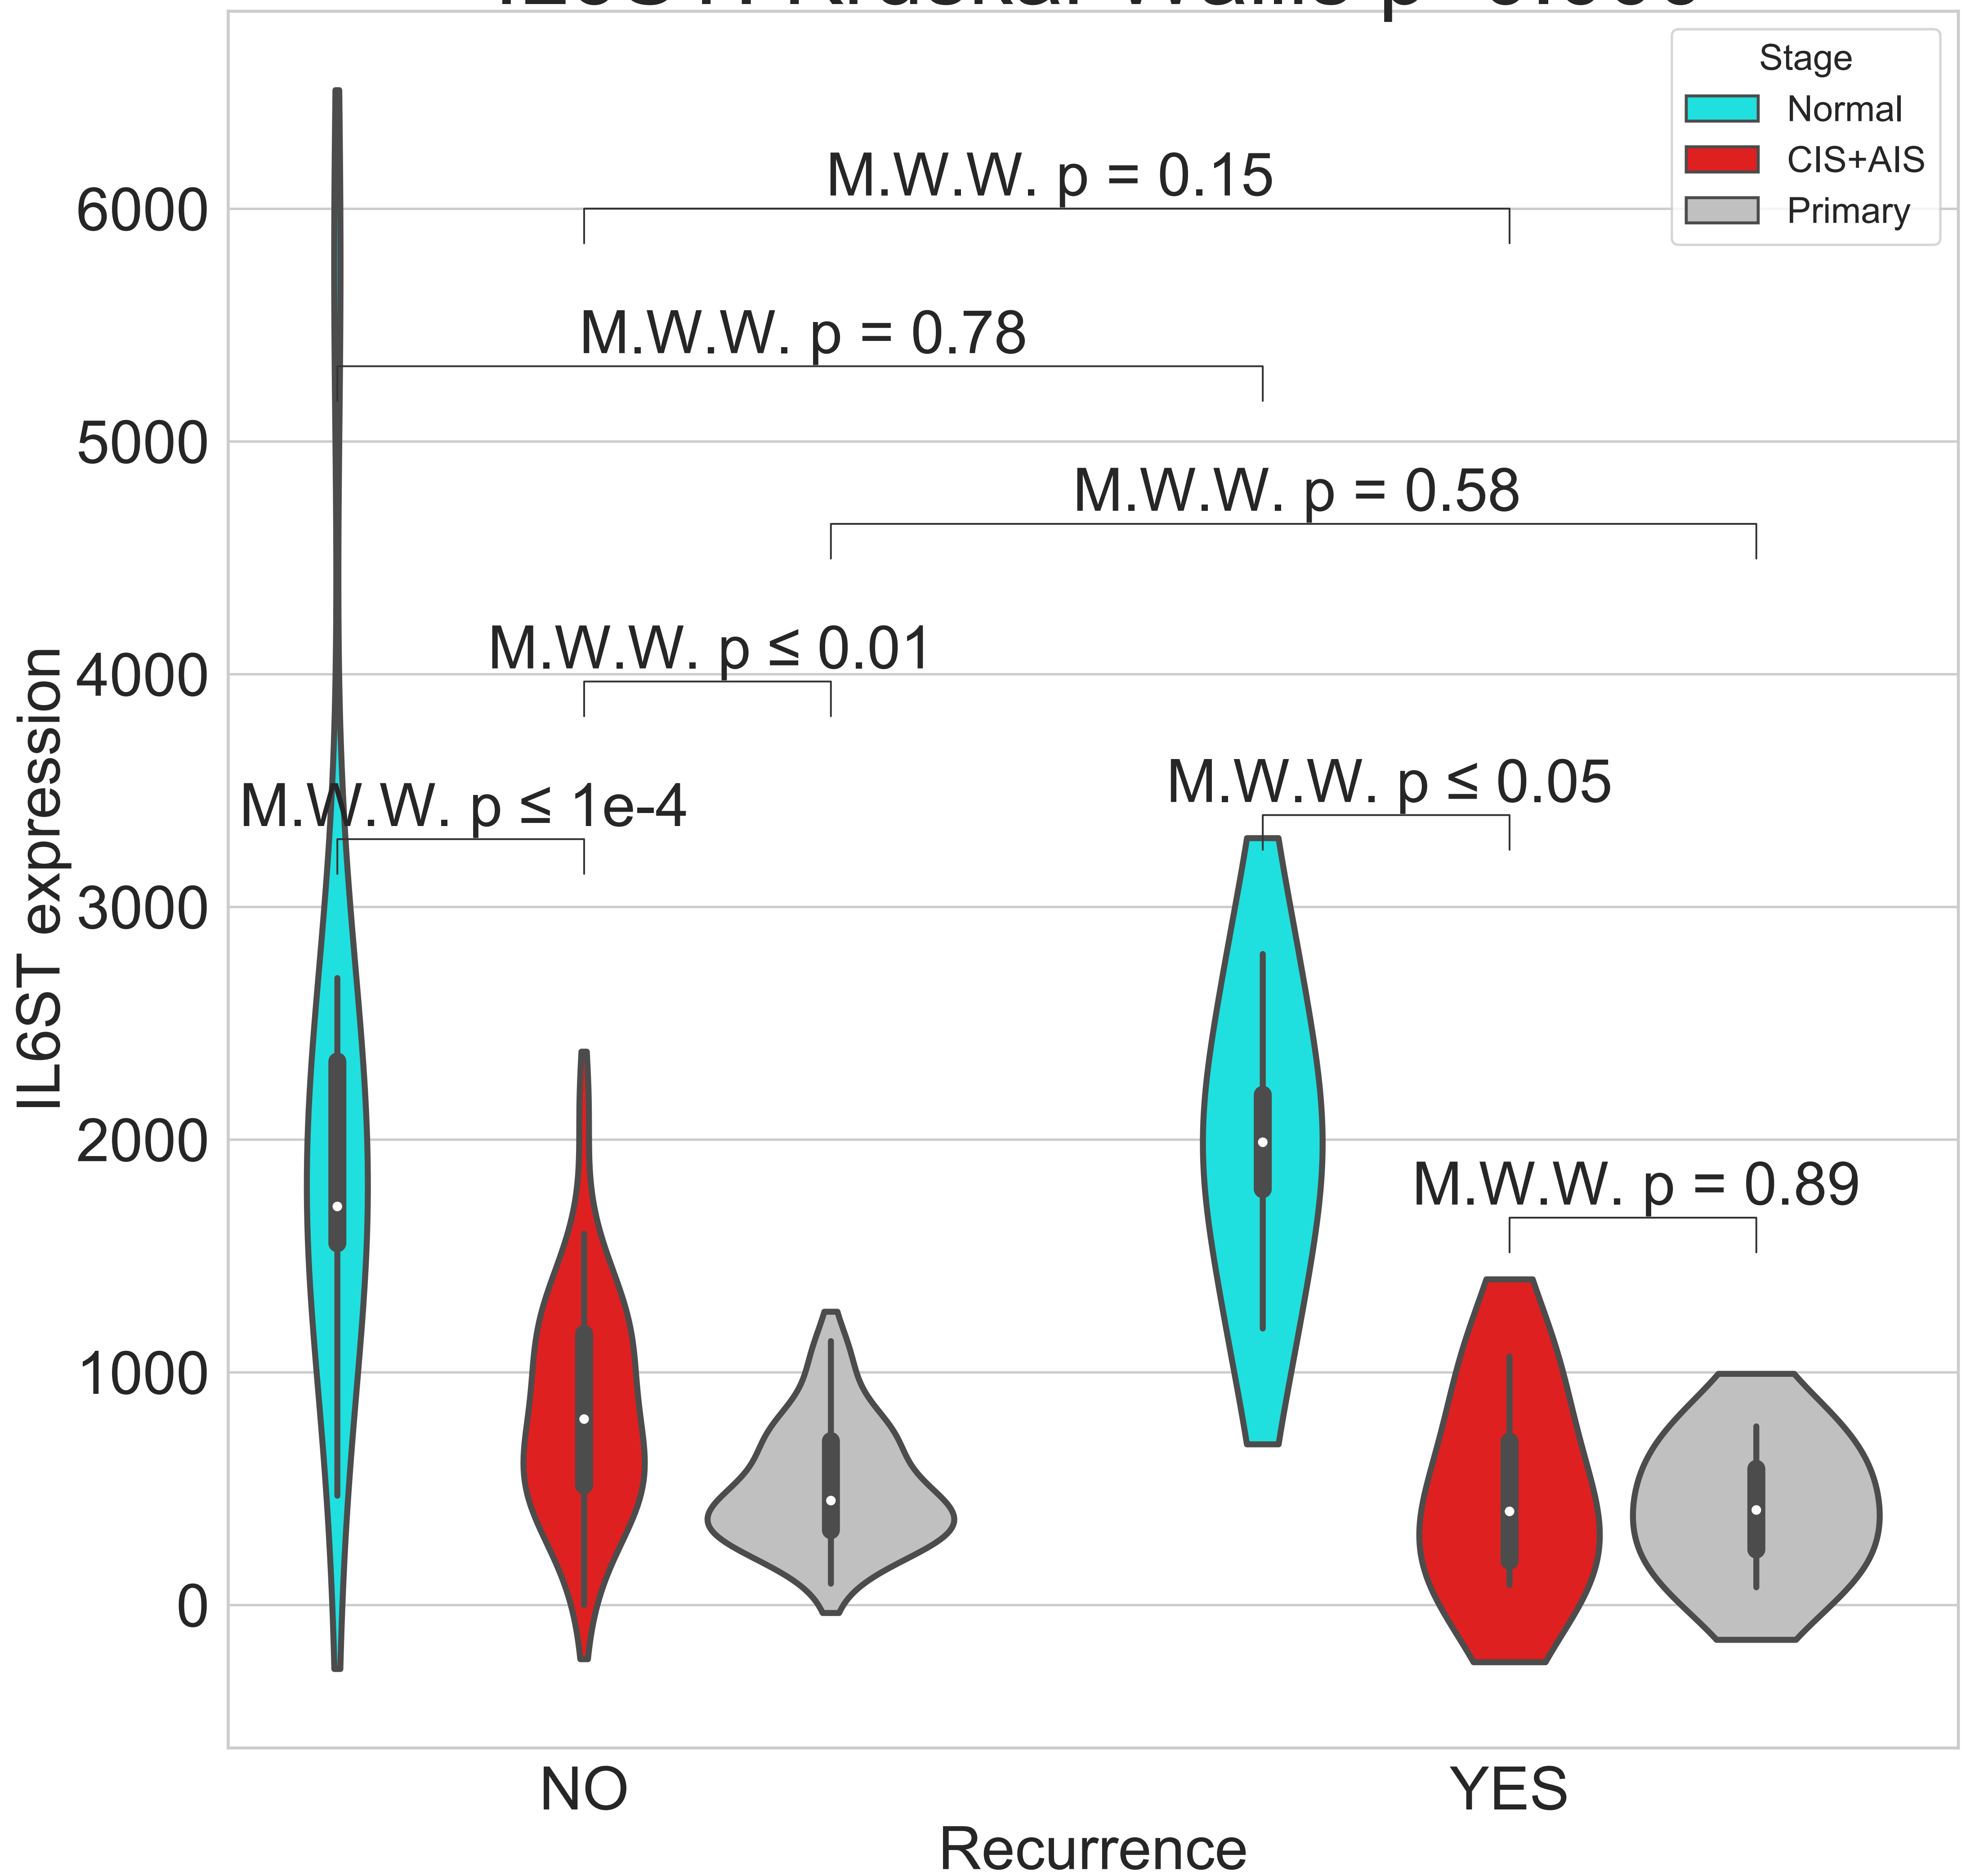 Stage
Normal
CIS+AIS
Primary
M.W.W. p = 0.15
M.W.W. p = 0.78
M.W.W. p = 0.58
M.W.W. p ≤ 0.01
M.W.W. p ≤ 1e-4
M.W.W. p ≤ 0.05
M.W.W. p = 0.89
6000
5000
4000
3000
2000
1000
0
IL6ST expression
NO
YES
Recurrence